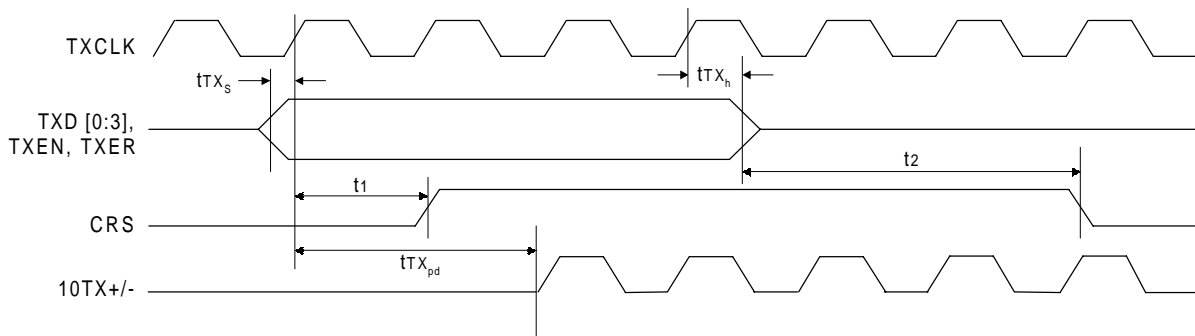 TXCLK
tTXs
tTXh
TXD [0:3],
TXEN, TXER
t1
t2
CRS
tTXpd
10TX+/-